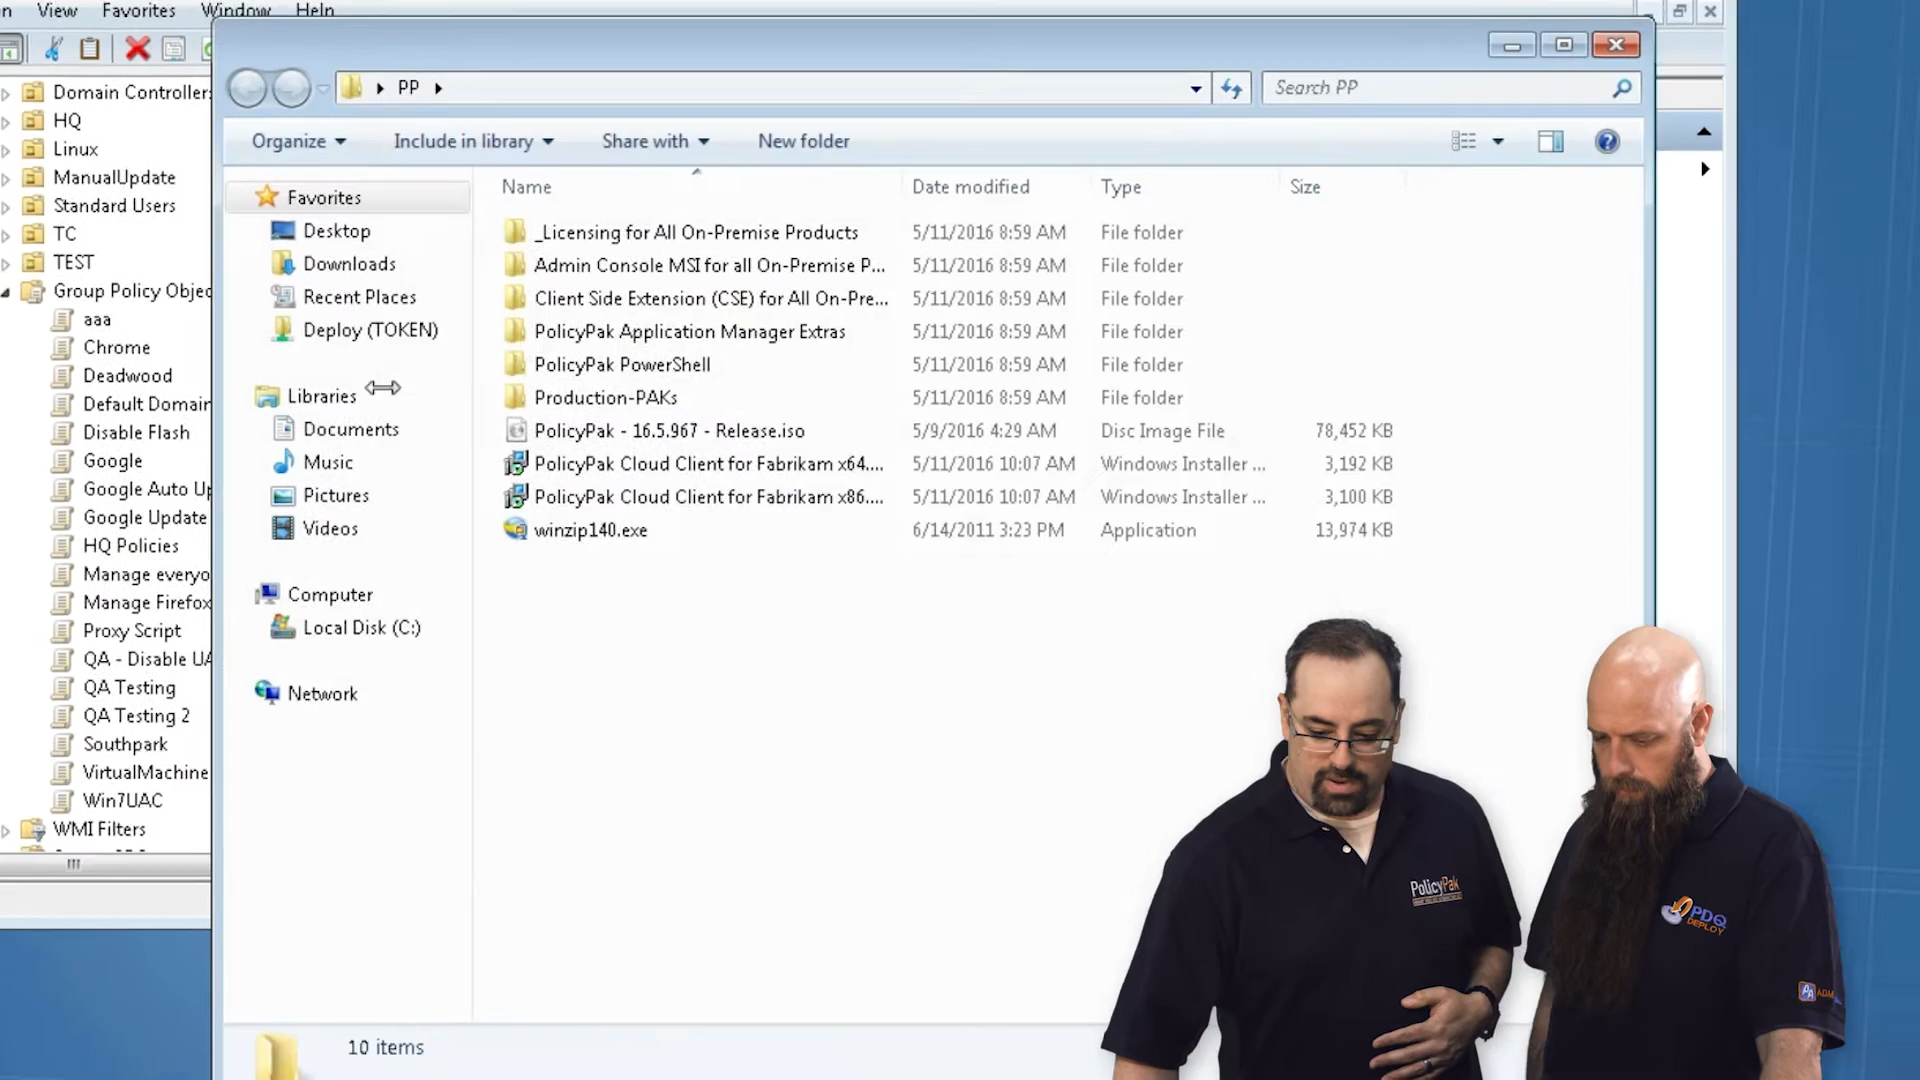 View Favorites Window Help
PP
Search PP
Organize Include in library Share with New folder
Name Date modified Type Size
Domain Controller
HQ
Linux
ManualUpdate
Standard Users
TC
TEST
Group Policy Objec
aaa
Chrome
Deadwood
Default Domain
Disable Flash
Google
Google Auto Up
Google Update
HQ Policies
Manage everyo
Manage Firefox
Proxy Script
QA - Disable UA
QA Testing
QA Testing 2
Southpark
VirtualMachine
Win7UAC
WMI Filters
Favorites
Desktop
Downloads
Recent Places
Deploy (TOKEN)
Libraries
Documents
Music
Pictures
Videos
Computer
Local Disk (C:)
Network
_Licensing for All On-Premise Products 5/11/2016 8:59 AM File folder
Admin Console MSI for all On-Premise P... 5/11/2016 8:59 AM File folder
Client Side Extension (CSE) for All On-Pre... 5/11/2016 8:59 AM File folder
PolicyPak Application Manager Extras 5/11/2016 8:59 AM File folder
PolicyPak PowerShell 5/11/2016 8:59 AM File folder
Production-PAKs 5/11/2016 8:59 AM File folder
PolicyPak - 16.5.967 - Release.iso 5/9/2016 4:29 AM Disc Image File 78,452 KB
PolicyPak Cloud Client for Fabrikam x64.... 5/11/2016 10:07 AM Windows Installer ... 3,192 KB
PolicyPak Cloud Client for Fabrikam x86.... 5/11/2016 10:07 AM Windows Installer ... 3,100 KB
winzip140.exe 6/14/2011 3:23 PM Application 13,974 KB
10 items
PolicyPak
PDQ
DEPLOY